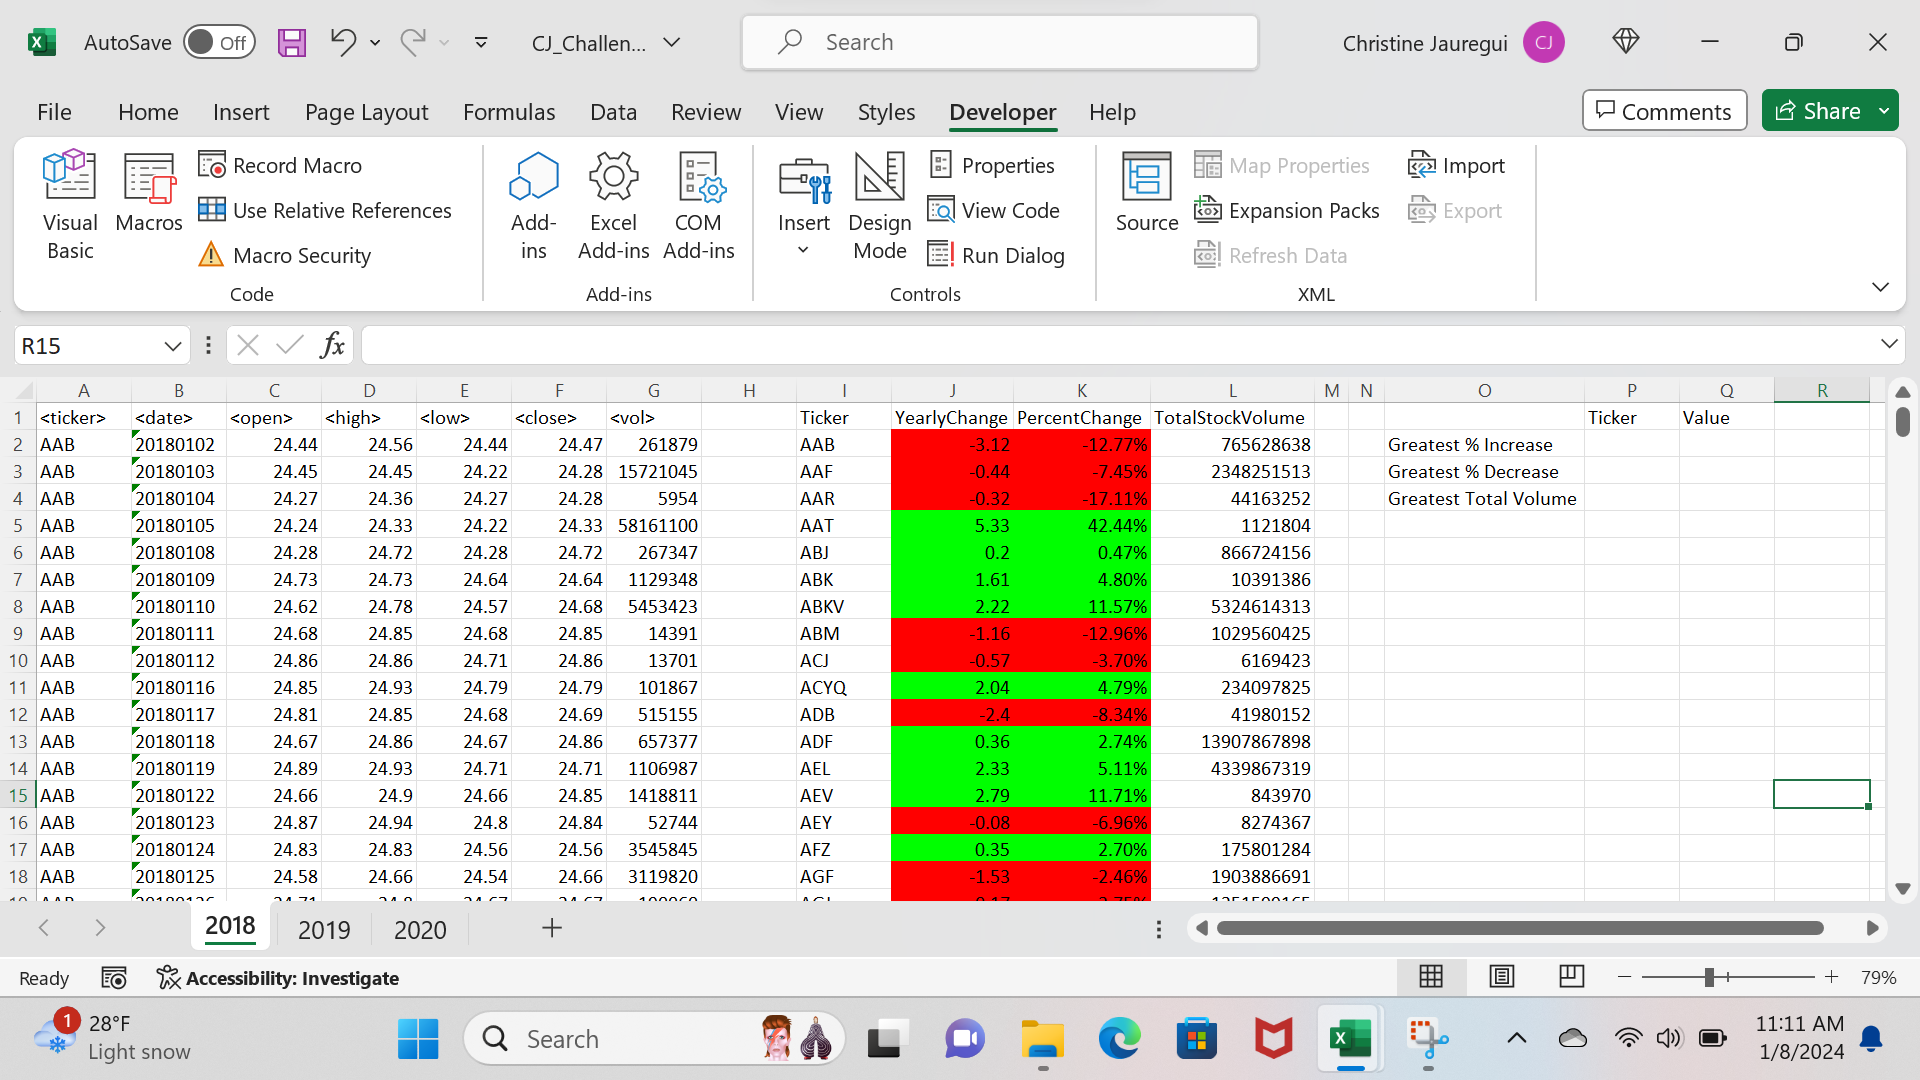 AutoSave Off CJ_Challen... Search Christine Jauregui CJ
File Home Insert Page Layout Formulas Data Review View Styles Developer Help Comments Share
Visual Basic
Macros
Record Macro
Use Relative References
Macro Security
Code
Add-ins
Excel Add-ins
COM Add-ins
Add-ins
Insert
Design Mode
Properties
View Code
Run Dialog
Controls
Source
Map Properties
Expansion Packs
Refresh Data
Import
Export
XML
R15 fx
A B C D E F G H I J K L M N O P Q R
1 <ticker> <date> <open> <high> <low> <close> <vol> Ticker YearlyChange PercentChange TotalStockVolume Ticker Value
2 AAB 20180102 24.44 24.56 24.44 24.47 261879 AAB -3.12 -12.77% 765628638 Greatest % Increase
3 AAB 20180103 24.45 24.45 24.22 24.28 15721045 AAF -0.44 -7.45% 2348251513 Greatest % Decrease
4 AAB 20180104 24.27 24.36 24.27 24.28 5954 AAR -0.32 -17.11% 44163252 Greatest Total Volume
5 AAB 20180105 24.24 24.33 24.22 24.33 58161100 AAT 5.33 42.44% 1121804
6 AAB 20180108 24.28 24.72 24.28 24.72 267347 ABJ 0.2 0.47% 866724156
7 AAB 20180109 24.73 24.73 24.64 24.64 1129348 ABK 1.61 4.80% 10391386
8 AAB 20180110 24.62 24.78 24.57 24.68 5453423 ABKV 2.22 11.57% 5324614313
9 AAB 20180111 24.68 24.85 24.68 24.85 14391 ABM -1.16 -12.96% 1029560425
10 AAB 20180112 24.86 24.86 24.71 24.86 13701 ACJ -0.57 -3.70% 6169423
11 AAB 20180116 24.85 24.93 24.79 24.79 101867 ACYQ 2.04 4.79% 234097825
12 AAB 20180117 24.81 24.85 24.68 24.69 515155 ADB -2.4 -8.34% 41980152
13 AAB 20180118 24.67 24.86 24.67 24.86 657377 ADF 0.36 2.74% 13907867898
14 AAB 20180119 24.89 24.93 24.71 24.71 1106987 AEL 2.33 5.11% 4339867319
15 AAB 20180122 24.66 24.9 24.66 24.85 1418811 AEV 2.79 11.71% 843970
16 AAB 20180123 24.87 24.94 24.8 24.84 52744 AEY -0.08 -6.96% 8274367
17 AAB 20180124 24.83 24.83 24.56 24.56 3545845 AFZ 0.35 2.70% 175801284
18 AAB 20180125 24.58 24.66 24.54 24.66 3119820 AGF -1.53 -2.46% 1903886691
2018 2019 2020
Ready Accessibility: Investigate 79%
1 28°F
Light snow
Search
11:11 AM
1/8/2024